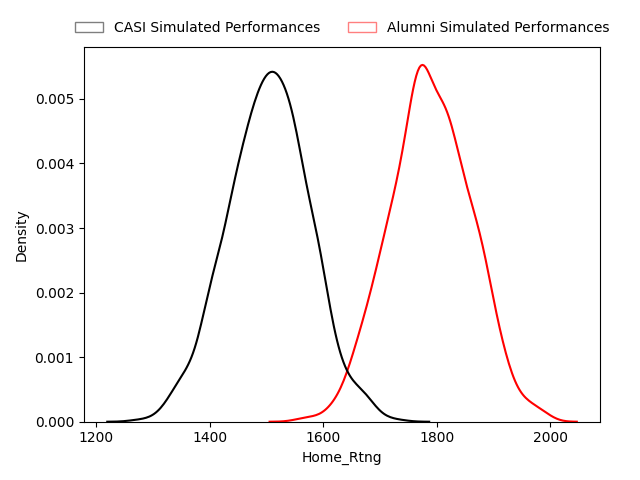 CASI Simulated Performances Alumni Simulated Performances
0.005
0.004
0.003
0.002
0.001
0.000
Density
1200 1400 1600 1800 2000
Home_Rtng